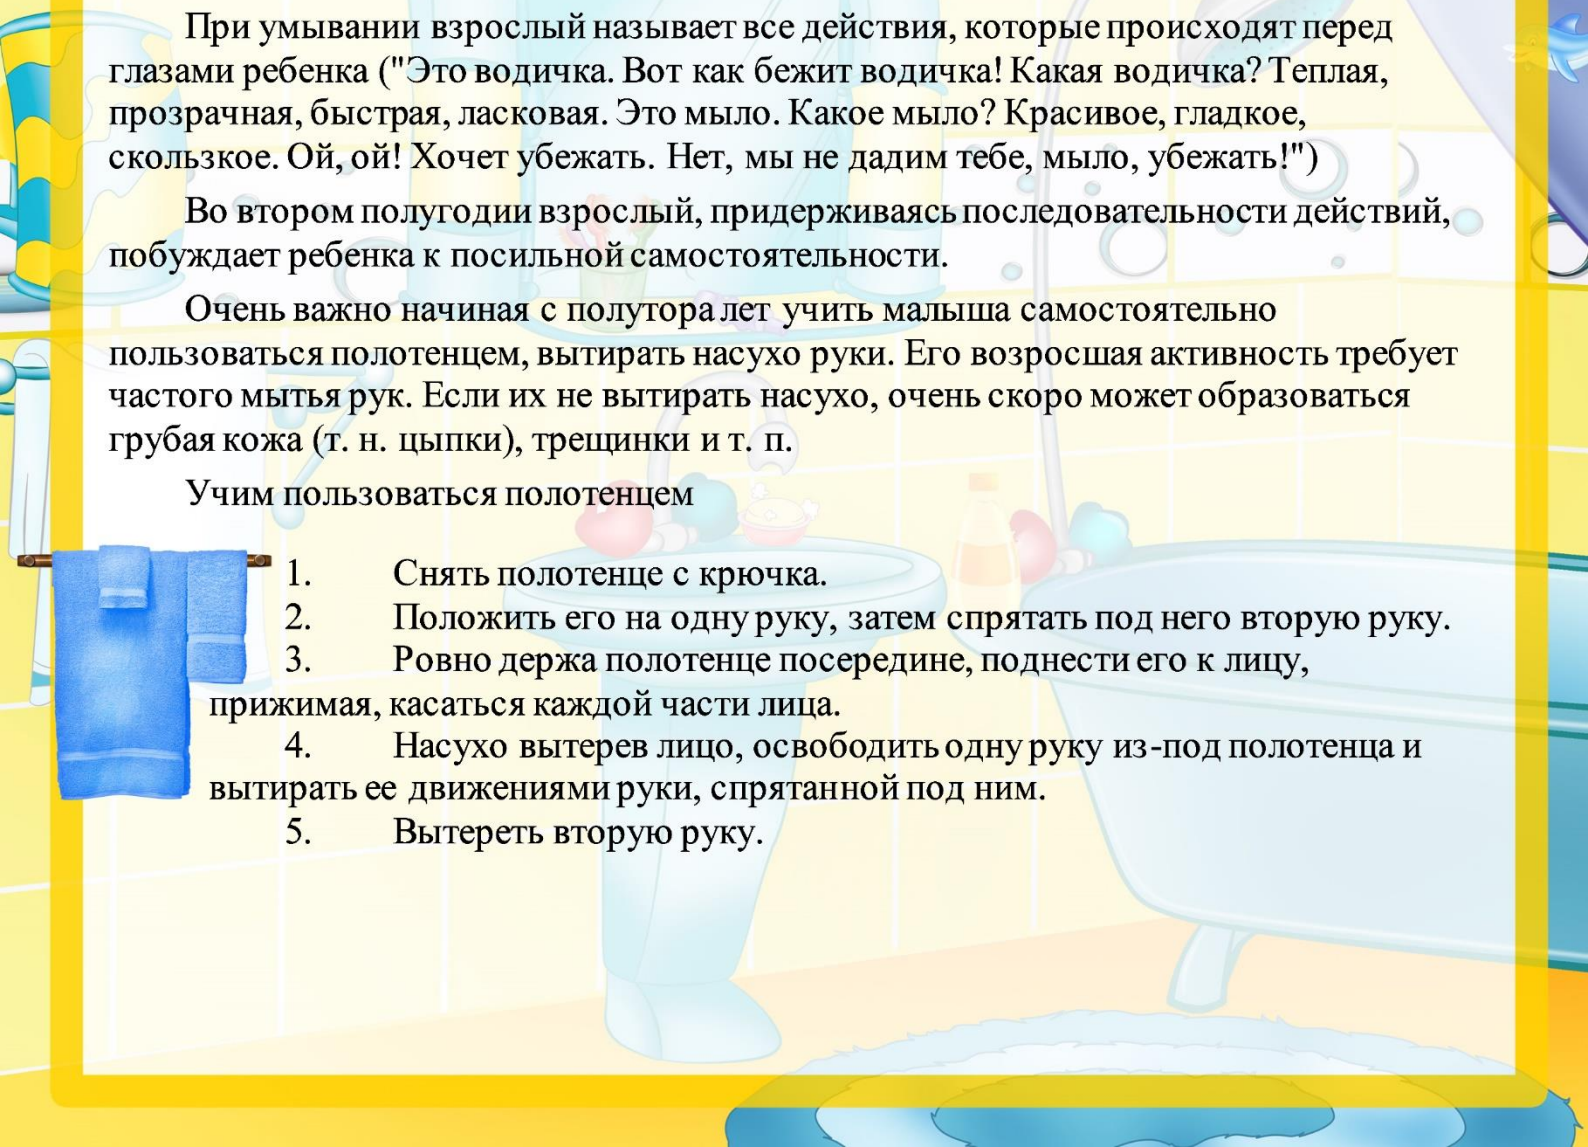 При умывании взрослый называет все действия, которые происходят перед
глазами ребенка ("Это водичка. Вот как бежит водичка! Какая водичка? Теплая,
прозрачная, быстрая, ласковая. Это мыло. Какое мыло? Красивое, гладкое,
скользкое. Ой, ой! Хочет убежать. Нет, мы не дадим тебе, мыло, убежать!")
Во втором полугодии взрослый, придерживаясь последовательности действий,
побуждает ребенка к посильной самостоятельности.
Очень важно начиная с полутора лет учить малыша самостоятельно
пользоваться полотенцем, вытирать насухо руки. Его возросшая активность требует
частого мытья рук. Если их не вытирать насухо, очень скоро может образоваться
грубая кожа (т. н. цыпки), трещинки и т. п.
Учим пользоваться полотенцем
1. Снять полотенце с крючка.
2. Положить его на одну руку, затем спрятать под него вторую руку.
3. Ровно держа полотенце посередине, поднести его к лицу,
прижимая, касаться каждой части лица.
4. Насухо вытерев лицо, освободить одну руку из-под полотенца и
вытирать ее движениями руки, спрятанной под ним.
5. Вытереть вторую руку.